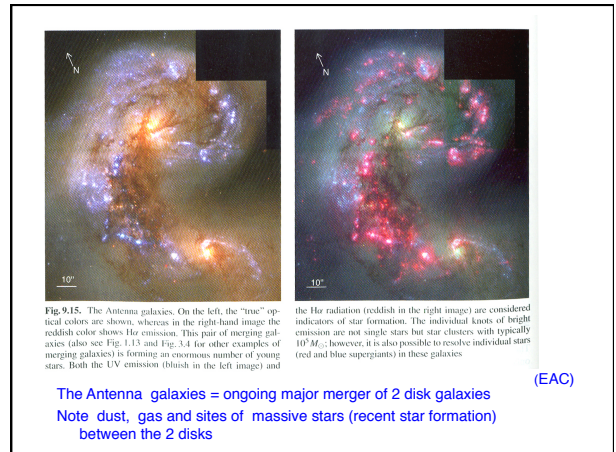 N
10"
N
10"
Fig. 9.15. The Antenna galaxies. On the left, the “true” op-
tical colors are shown, whereas in the right-hand image the
reddish color shows Hα emission. This pair of merging gal-
axies (also see Fig. 1.13 and Fig. 3.4 for other examples of
merging galaxies) is forming an enormous number of young
stars. Both the UV emission (bluish in the left image) and
the Hα radiation (reddish in the right image) are considered
indicators of star formation. The individual knots of bright
emission are not single stars but star clusters with typically
10⁵ M☉; however, it is also possible to resolve individual stars
(red and blue supergiants) in these galaxies
(EAC)
The Antenna galaxies = ongoing major merger of 2 disk galaxies
Note dust, gas and sites of massive stars (recent star formation)
between the 2 disks